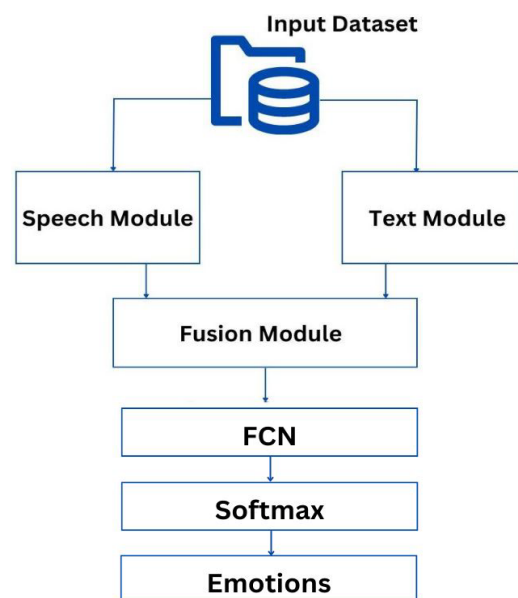 Input Dataset
Speech Module
Text Module
Fusion Module
FCN
Softmax
Emotions